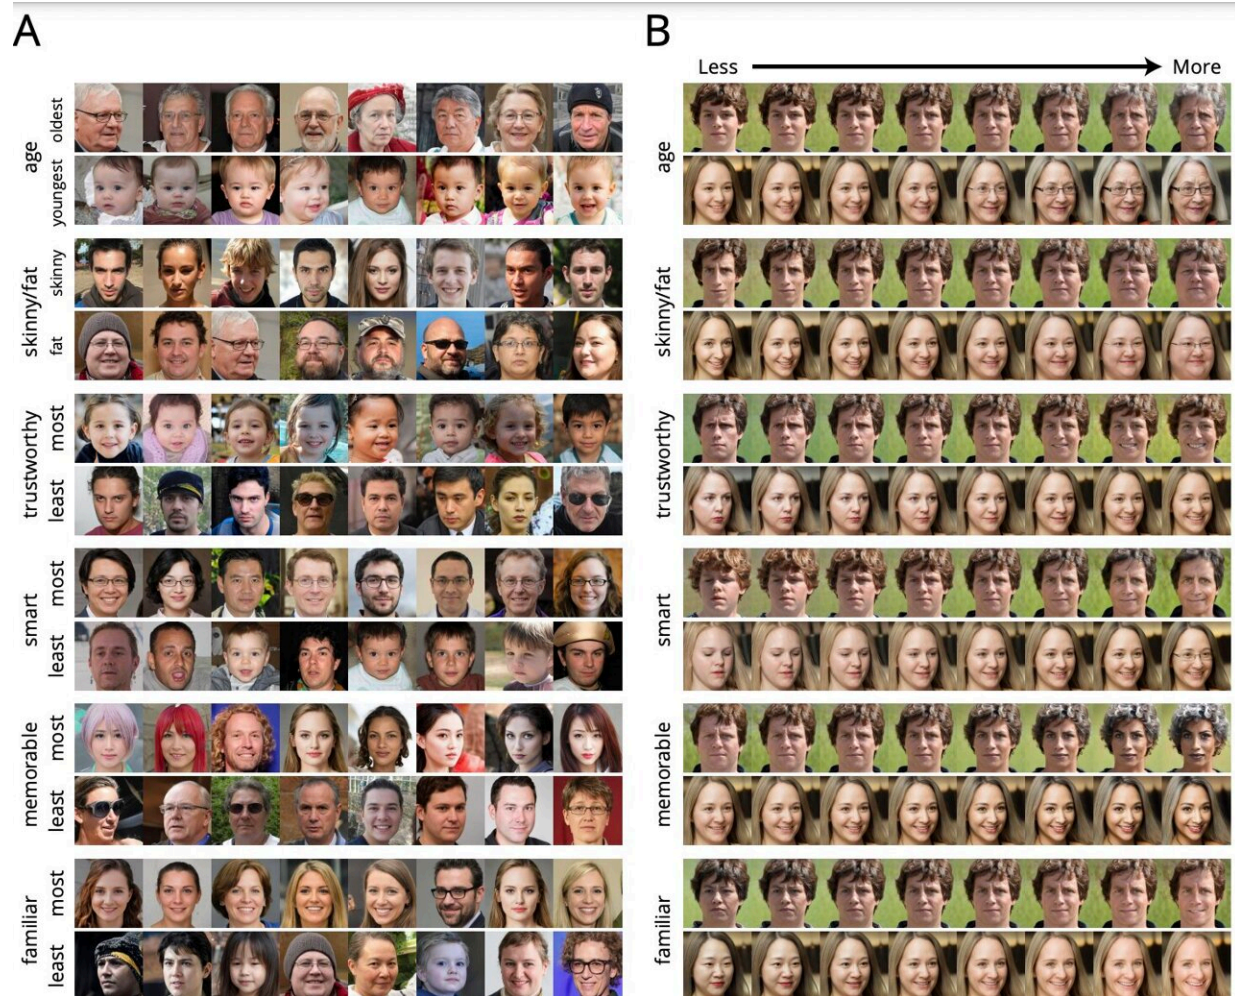 A
B
Less
More
age
oldest
youngest
age
skinny/fat
skinny
fat
skinny/fat
trustworthy
most
least
trustworthy
smart
most
least
smart
memorable
most
least
memorable
familiar
most
least
familiar